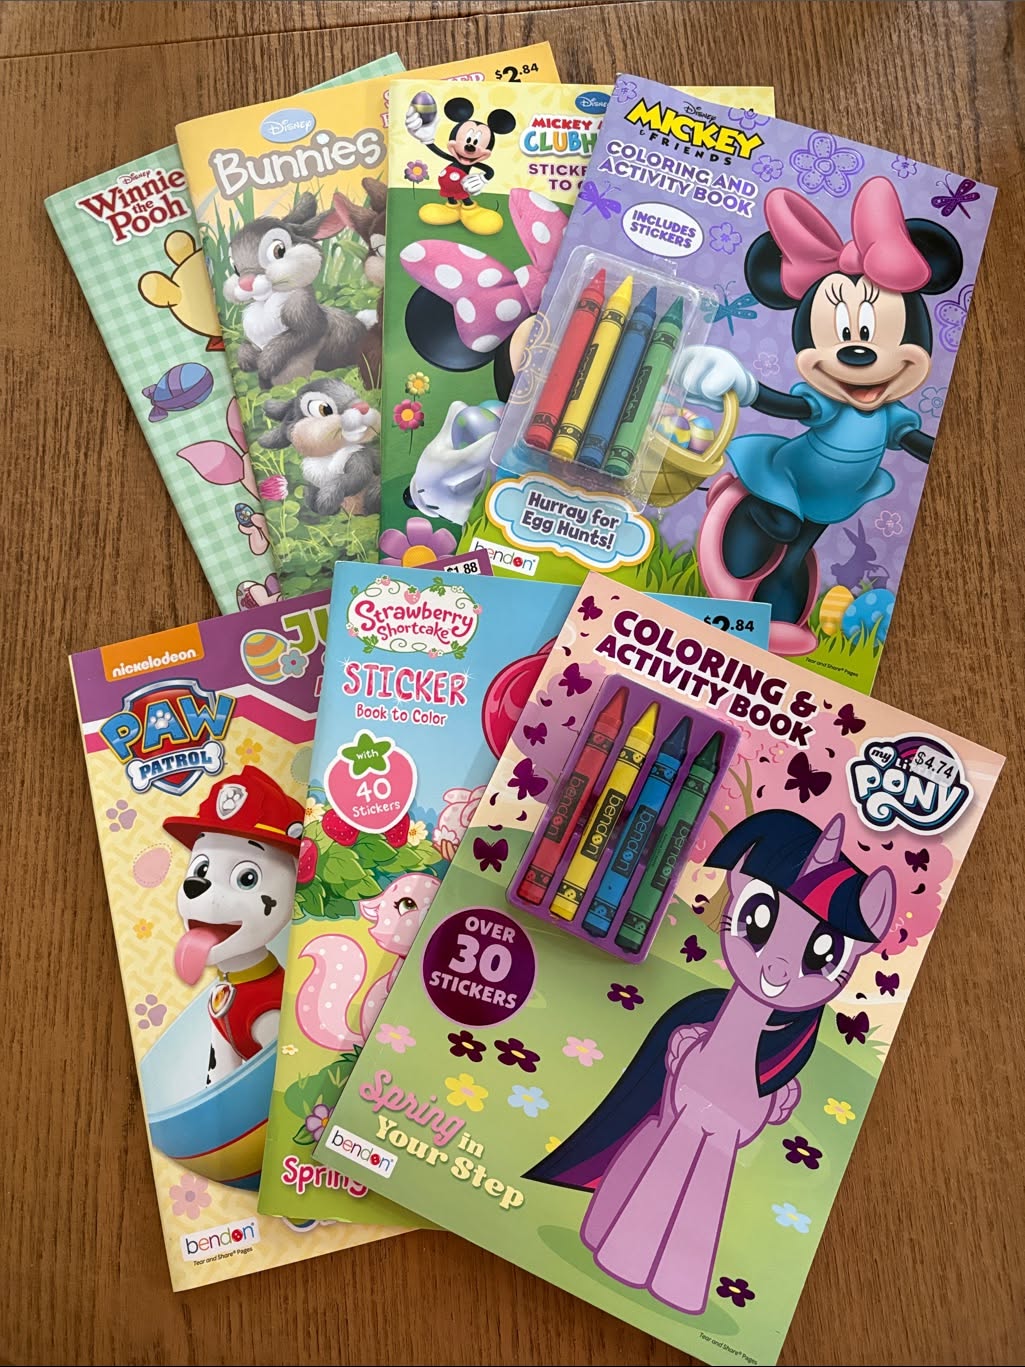 Disney
Winnie
the
Pooh
Disney
Bunnies
$2.84
Disney
MICKEY
CLUBH
STICKE
TO
Disney
MICKEY
& FRIENDS
COLORING AND
ACTIVITY BOOK
INCLUDES
STICKERS
Hurray for
Egg Hunts!
bendon
Tear and Share® Pages
nickelodeon
PAW
PATROL
JU
bendon®
Tear and Share® Pages
$1.88
Strawberry
Shortcake
STICKER
Book to Color
with
40
Stickers
Spring
$2.84
COLORING &
ACTIVITY BOOK
my
$4.74
PONY
bendon
bendon
bendon
bendon
OVER
30
STICKERS
Spring in
Your Step
bendon®
Tear and Share® Pages